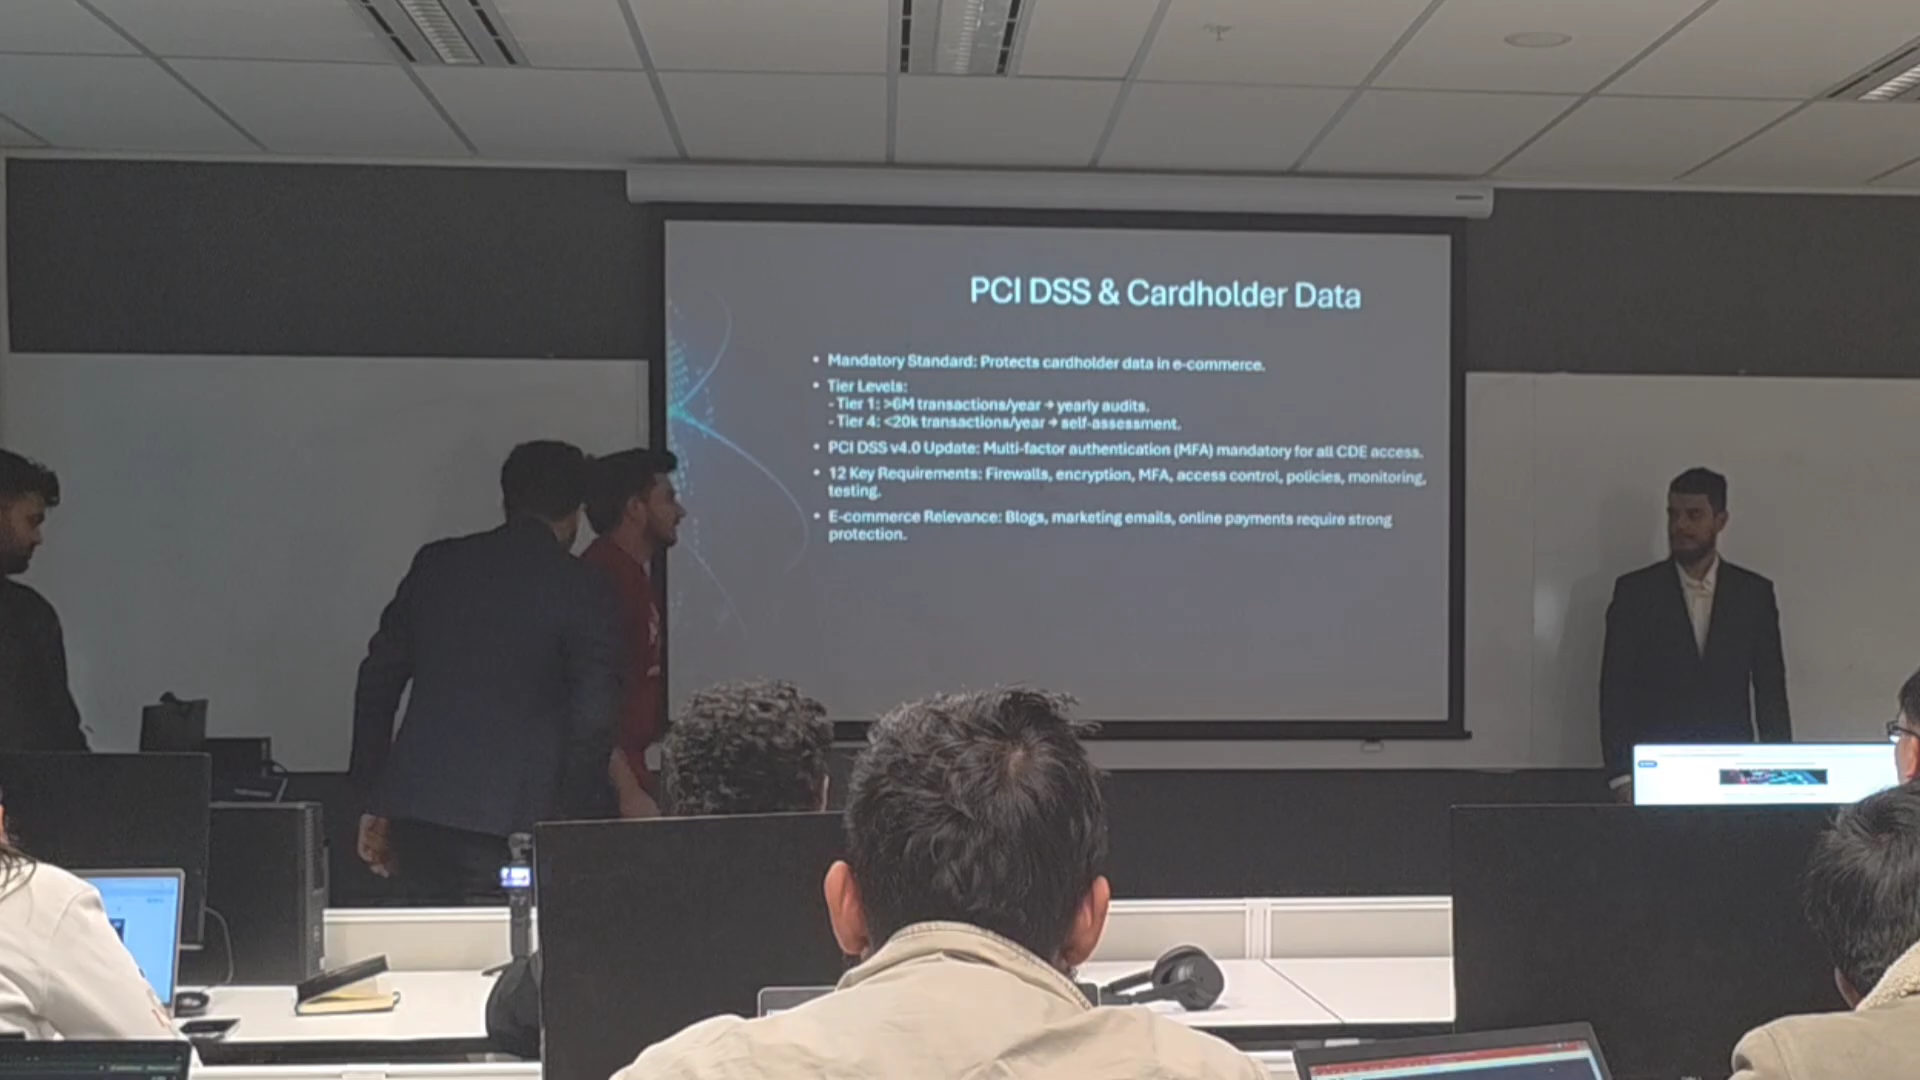 PCI DSS & Cardholder Data
• Mandatory Standard: Protects cardholder data in e-commerce.
• Tier Levels:
- Tier 1: >6M transactions/year → yearly audits.
- Tier 4: <20k transactions/year → self-assessment.
• PCI DSS v4.0 Update: Multi-factor authentication (MFA) mandatory for all CDE access.
• 12 Key Requirements: Firewalls, encryption, MFA, access control, policies, monitoring,
testing.
• E-commerce Relevance: Blogs, marketing emails, online payments require strong
protection.